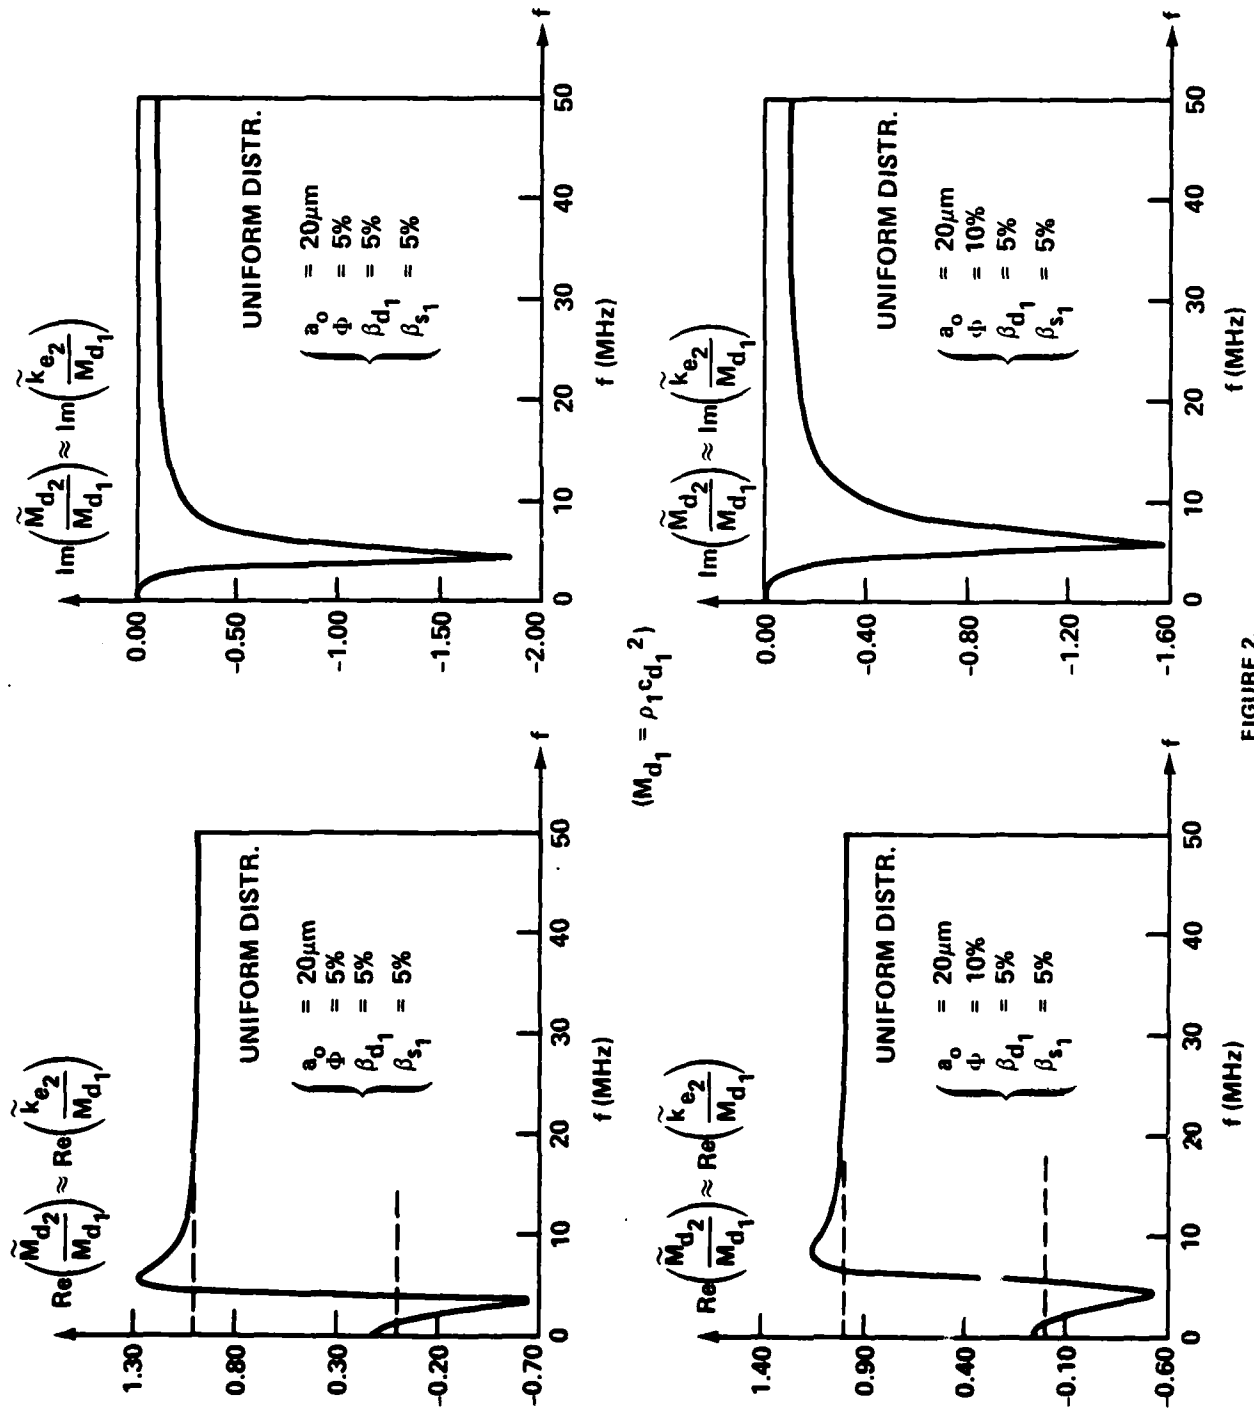 Re(M̃d2/Md1) ≈ Re(k̃e2/Md1)
1.30
0.80
0.30
-0.20
-0.70
UNIFORM DISTR.
ao = 20μm
Φ = 5%
βd1 = 5%
βs1 = 5%
0 10 20 30 40 50 f
f (MHz)
Im(M̃d2/Md1) ≈ Im(k̃e2/Md1)
0.00
-0.50
-1.00
-1.50
-2.00
UNIFORM DISTR.
ao = 20μm
Φ = 5%
βd1 = 5%
βs1 = 5%
0 10 20 30 40 50 f
f (MHz)
(Md1 = ρ1cd1²)
Re(M̃d2/Md1) ≈ Re(k̃e2/Md1)
1.40
0.90
0.40
-0.10
-0.60
UNIFORM DISTR.
ao = 20μm
Φ = 10%
βd1 = 5%
βs1 = 5%
0 10 20 30 40 50 f
f (MHz)
Im(M̃d2/Md1) ≈ Im(k̃e2/Md1)
0.00
-0.40
-0.80
-1.20
-1.60
UNIFORM DISTR.
ao = 20μm
Φ = 10%
βd1 = 5%
βs1 = 5%
0 10 20 30 40 50 f
f (MHz)
FIGURE 2